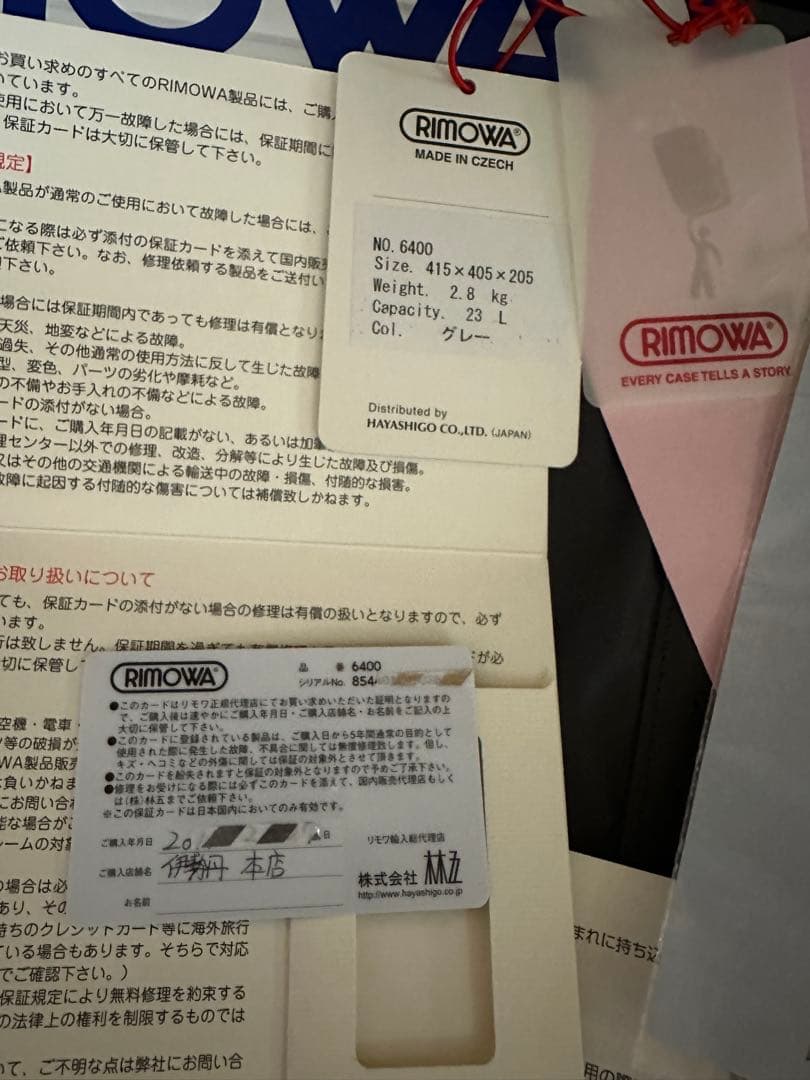 OWA
お買い求めのすべてのRIMOWA製品には、ご購
いています。
使用において万一故障した場合には、保証期間に
保証カードは大切に保管して下さい。
規定】
製品が通常のご使用において故障した場合には、
になる際は必ず添付の保証カードを添えて国内販
ご依頼下さい。なお、修理依頼する製品をご送付い
下さい。
場合には保証期間内であっても修理は有償となり
天災、地変などによる故障。
過失、その他通常の使用方法に反して生じた故障
型、変色、パーツの劣化や摩耗など。
の不備やお手入れの不備などによる故障。
ードの添付がない場合。
ードに、ご購入年月日の記載がない、あるいは加筆
理センター以外での修理、改造、分解等により生じた故障及び損傷。
又はその他の交通機関による輸送中の故障・損傷、付随的な損害。
故障に起因する付随的な傷害については補償致しかねます。
お取り扱いについて
ても、保証カードの添付がない場合の修理は有償の扱いとなりますので、必ず
います。
行は致しません。保証期間を過ぎても
ドが必
切に保管し
空機・電車・
ツ等の破損が
WA製品販売
は負いかねま
にお問い合わ
能な場合がご
ームの対象
の場合は必
あり、その
持ちのクレジットカード等に海外旅行
ている場合もあります。そちらで対応
でご確認下さい。）
保証規定により無料修理を約束する
の法律上の権利を制限するものでは
いて、ご不明な点は弊社にお問い合
RIMOWA®
MADE IN CZECH
NO. 6400
Size. 415×405×205
Weight. 2.8 kg
Capacity. 23 L
Col. グレー
Distributed by
HAYASHIGO CO.,LTD. (JAPAN)
RIMOWA®
EVERY CASE TELLS A STORY
RIMOWA®
品番 6400
シリアルNo. 854
●このカードはリモワ正規代理店にてお買い求めいただいた証明となりますの
で、ご購入後は速やかにご購入年月日・ご購入店舗名・お名前をご記入の上
大切に保管して下さい。
●このカードに登録されている製品は、ご購入日から5年間通常の目的として
使用された際に発生した故障、不具合に関しては無償修理致します。但し、
キズ・ヘコミなどの外傷に関しては保証の対象外とさせて頂きます。
●このカードを紛失されますと保証の対象外となりますので予めご了承下さい。
●修理をお受けになる際には必ずこのカードを添えて、国内販売代理店もしく
は(株)林五までご依頼下さい。
※この保証カードは日本国内においてのみ有効です。
ご購入年月日 20 日
ご購入店舗名 伊勢丹 本店
お名前
リモワ輸入総代理店
株式会社 林五
http://www.hayashigo.co.jp
まれに持ち込
用の際